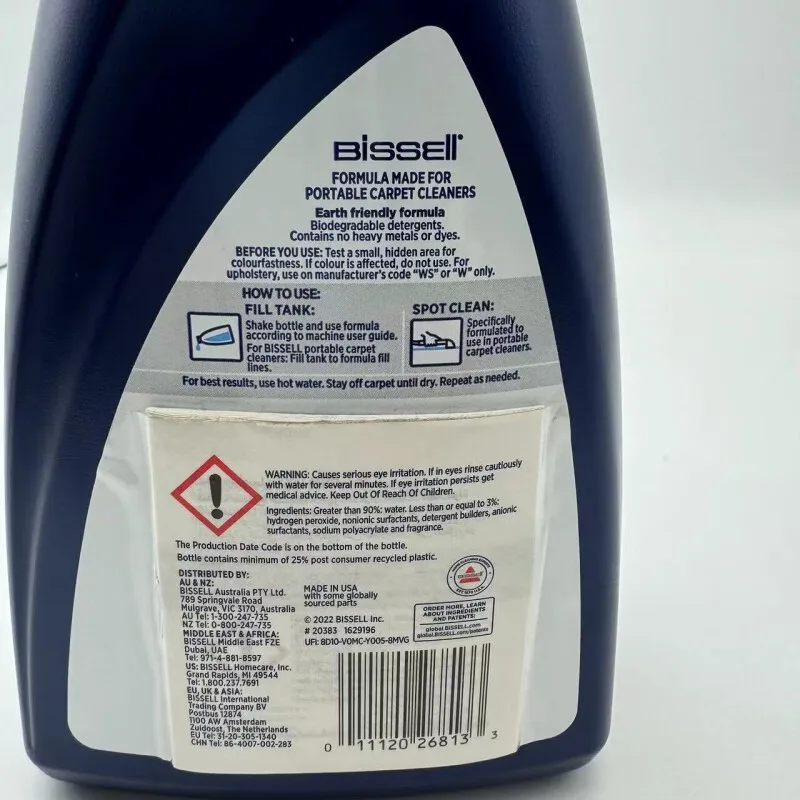 BISSELL
FORMULA MADE FOR
PORTABLE CARPET CLEANERS
Earth friendly formula
Biodegradable detergents.
Contains no heavy metals or dyes.
BEFORE YOU USE: Test a small, hidden area for
colourfastness. If colour is affected, do not use. For
upholstery, use on manufacturer's code "WS" or "W" only.
HOW TO USE:
FILL TANK:
Shake bottle and use formula
according to machine user guide.
For BISSELL portable carpet
cleaners: Fill tank to formula fill
lines.
SPOT CLEAN:
Specifically
formulated to
use in portable
carpet cleaners.
For best results, use hot water. Stay off carpet until dry. Repeat as needed.
WARNING: Causes serious eye irritation. If in eyes rinse cautiously
with water for several minutes. If eye irritation persists get
medical advice. Keep Out Of Reach Of Children.
Ingredients: Greater than 90%: water. Less than or equal to 3%:
hydrogen peroxide, nonionic surfactants, detergent builders, anionic
surfactants, sodium polyacrylate and fragrance.
The Production Date Code is on the bottom of the bottle.
Bottle contains minimum of 25% post consumer recycled plastic.
DISTRIBUTED BY:
AU & NZ:
BISSELL Australia PTY Ltd.
789 Springvale Road
Mulgrave, VIC 3170, Australia
AU Tel: 1-300-247-735
NZ Tel: 0-800-247-735
MIDDLE EAST & AFRICA:
BISSELL Middle East FZE
Dubai, UAE
Tel: 971-4-881-8597
US: BISSELL Homecare, Inc.
Grand Rapids, MI 49544
Tel: 1.800.237.7691
EU, UK & ASIA:
BISSELL International
Trading Company BV
Postbus 12874
1100 AW Amsterdam
Zuidoost, The Netherlands
EU Tel: 31-20-305-1340
CHN Tel: 86-4007-002-283
MADE IN USA
with some globally
sourced parts
© 2022 BISSELL Inc.
# 20383 1629196
UFI: 8D10-V0MC-Y005-8MVG
BISSELL
ORDER MORE, LEARN
ABOUT INGREDIENTS
AND PATENTS:
global.BISSELL.com
global.BISSELL.com/patents
0 11120 26813 3